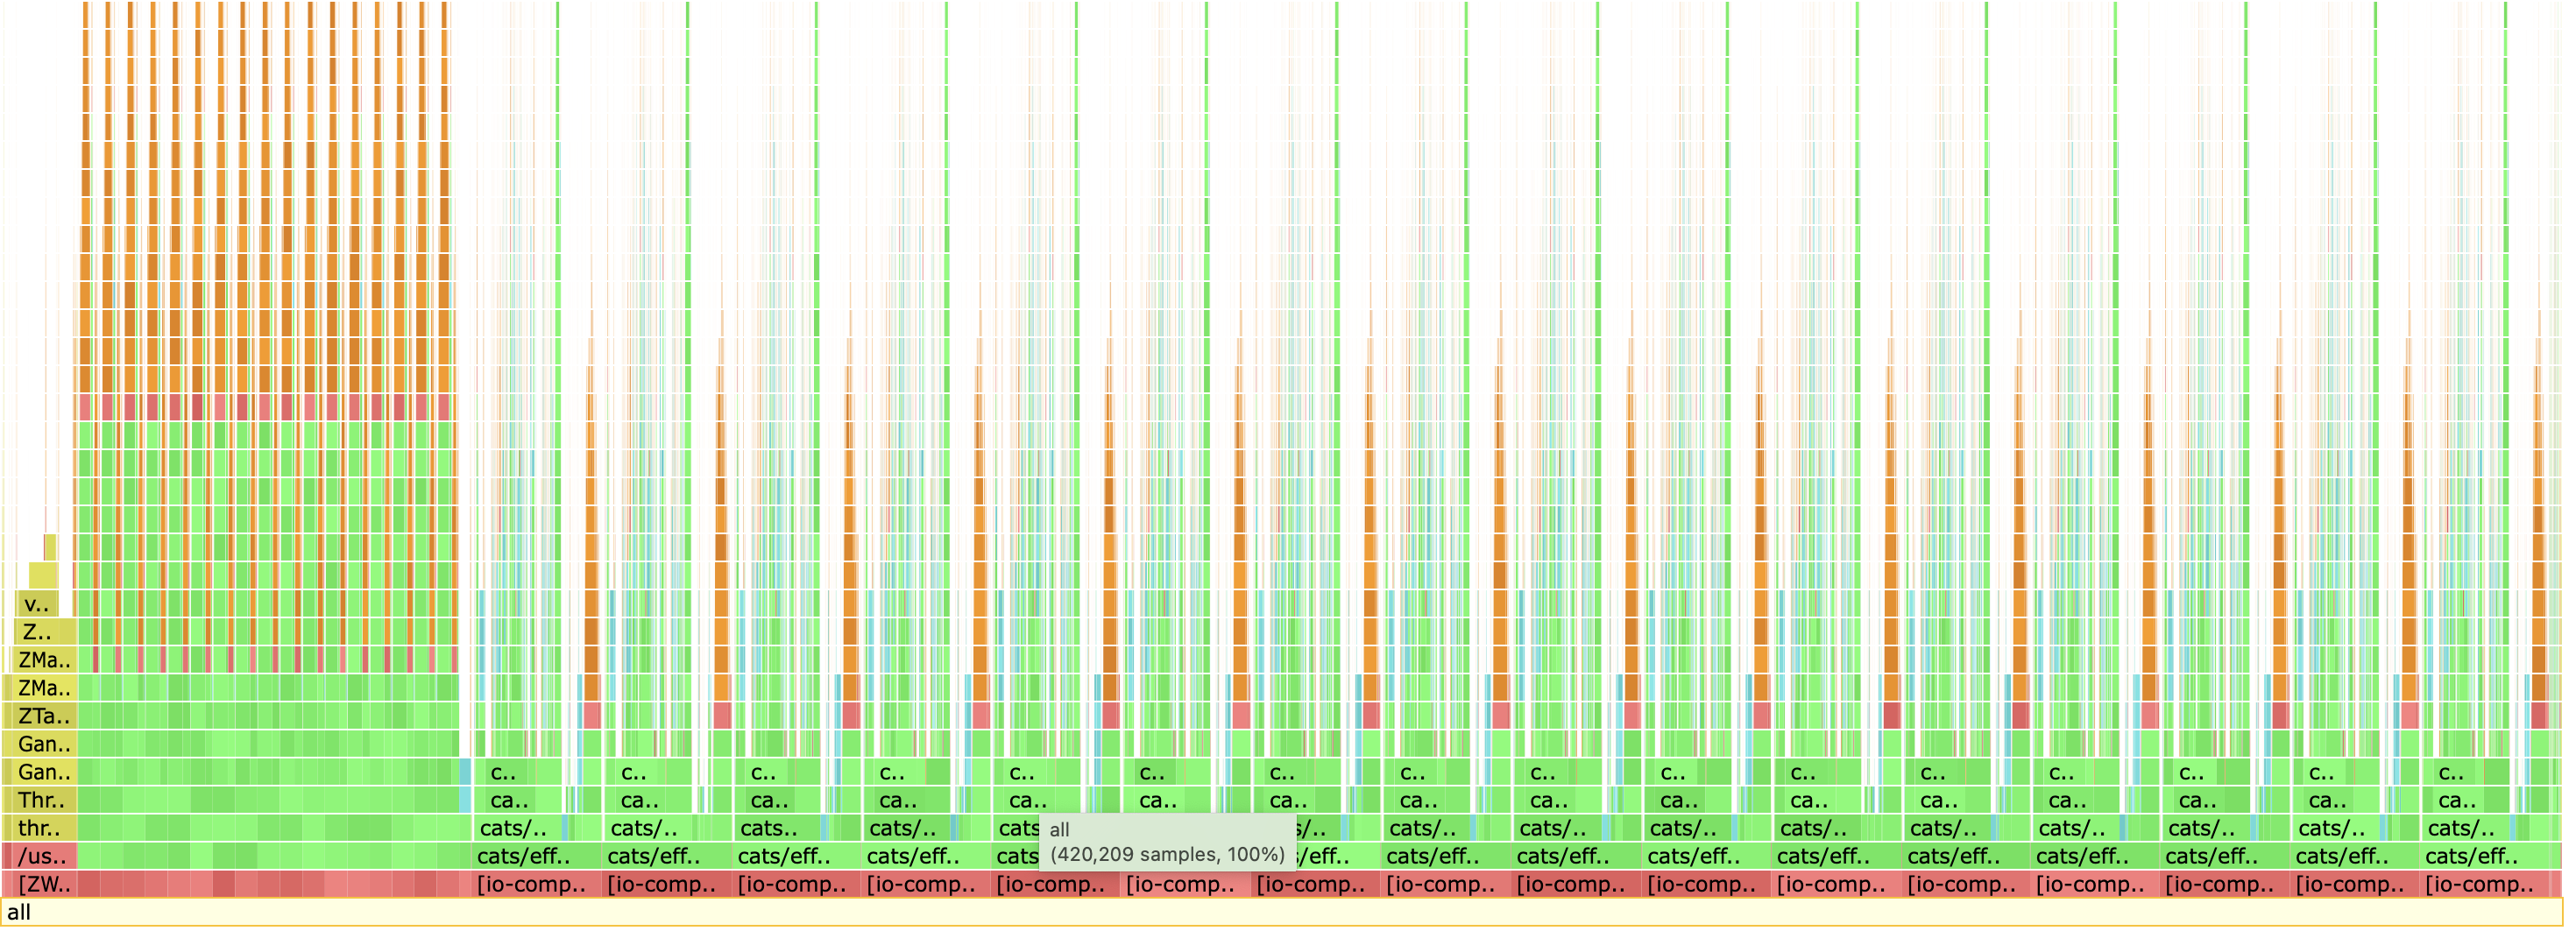 v..
Z..
ZMa..
ZMa..
ZTa..
Gan..
Gan.. c.. c.. c.. c.. c.. c.. c.. c.. c.. c.. c.. c.. c.. c.. c.. c..
Thr.. ca.. ca.. ca.. ca.. ca.. ca.. ca.. ca.. ca.. ca.. ca.. ca.. ca.. ca.. ca.. ca..
thr.. cats/.. cats/.. cats.. cats/.. cats s/.. cats/.. cats/.. cats/.. cats/.. cats/.. cats/.. cats/.. cats/.. cats/..
all
(420,209 samples, 100%)
/us.. cats/eff.. cats/eff.. cats/eff.. cats/eff.. cats s/eff.. cats/eff.. cats/eff.. cats/eff.. cats/eff.. cats/eff.. cats/eff.. cats/eff.. cats/eff.. cats/eff..
[ZW.. [io-comp.. [io-comp.. [io-comp.. [io-comp.. [io-comp.. [io-comp.. [io-comp.. [io-comp.. [io-comp.. [io-comp.. [io-comp.. [io-comp.. [io-comp.. [io-comp.. [io-comp.. [io-comp..
all